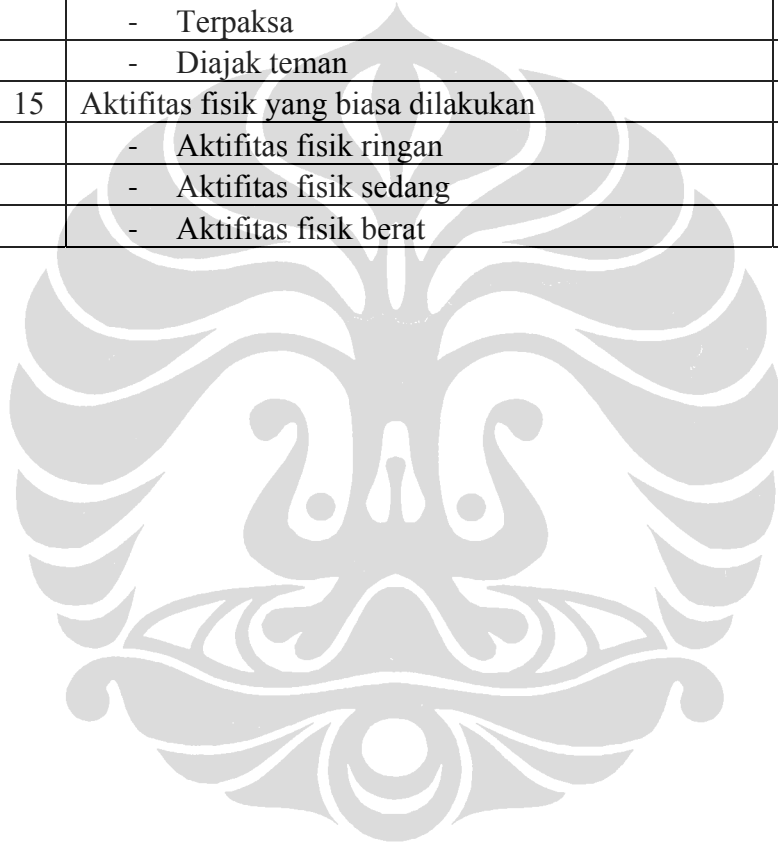 - Terpaksa
- Diajak teman
15 Aktifitas fisik yang biasa dilakukan
- Aktifitas fisik ringan
- Aktifitas fisik sedang
- Aktifitas fisik berat